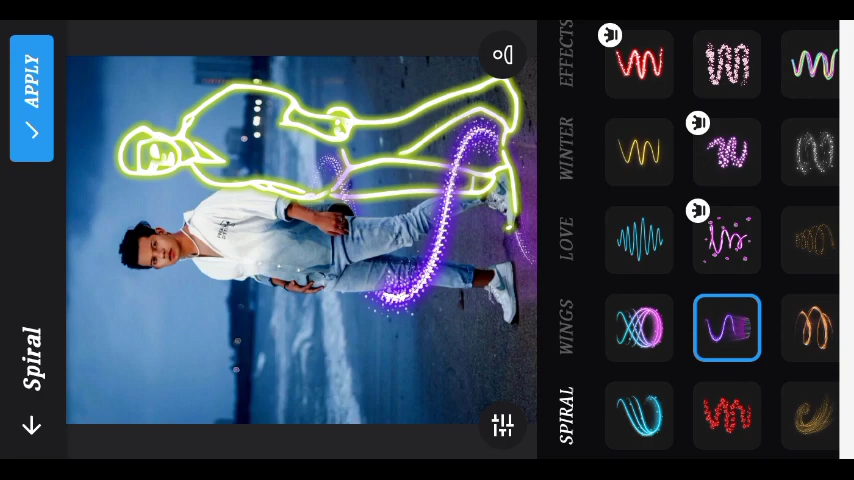 Spiral
APPLY
SPIRAL
WINGS
LOVE
WINTER
EFFECTS